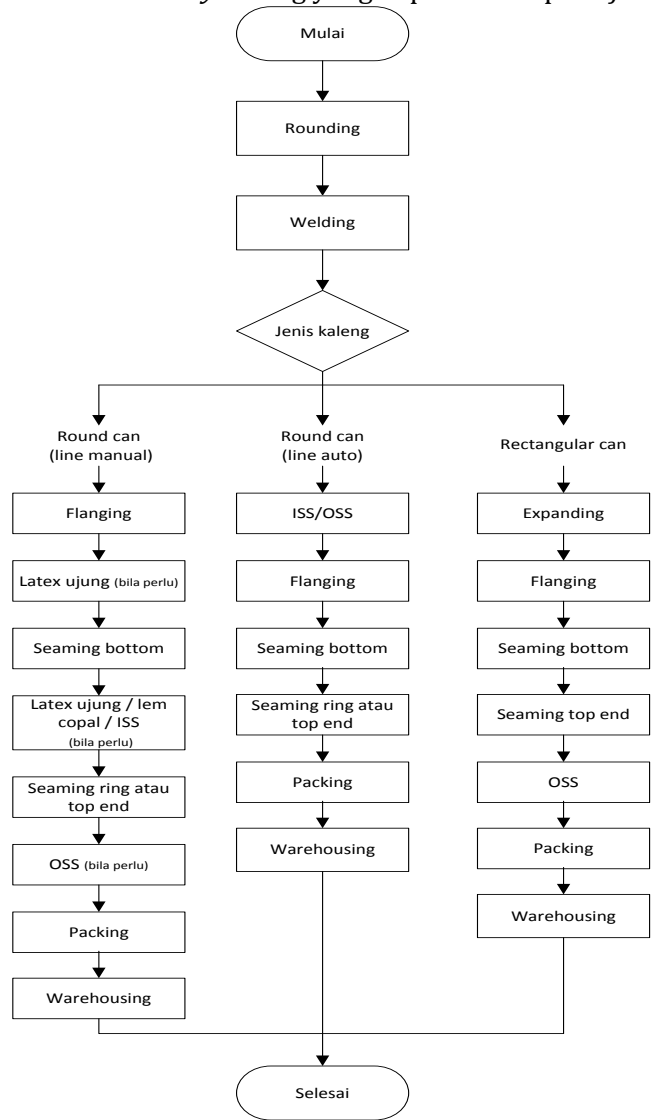 Mulai
Rounding
Welding
Jenis kaleng
Round can
(line manual)
Flanging
Latex ujung (bila perlu)
Seaming bottom
Latex ujung / lem
copal / ISS
(bila perlu)
Seaming ring atau
top end
OSS (bila perlu)
Packing
Warehousing
Round can
(line auto)
ISS/OSS
Flanging
Seaming bottom
Seaming ring atau
top end
Packing
Warehousing
Rectangular can
Expanding
Flanging
Seaming bottom
Seaming top end
OSS
Packing
Warehousing
Selesai